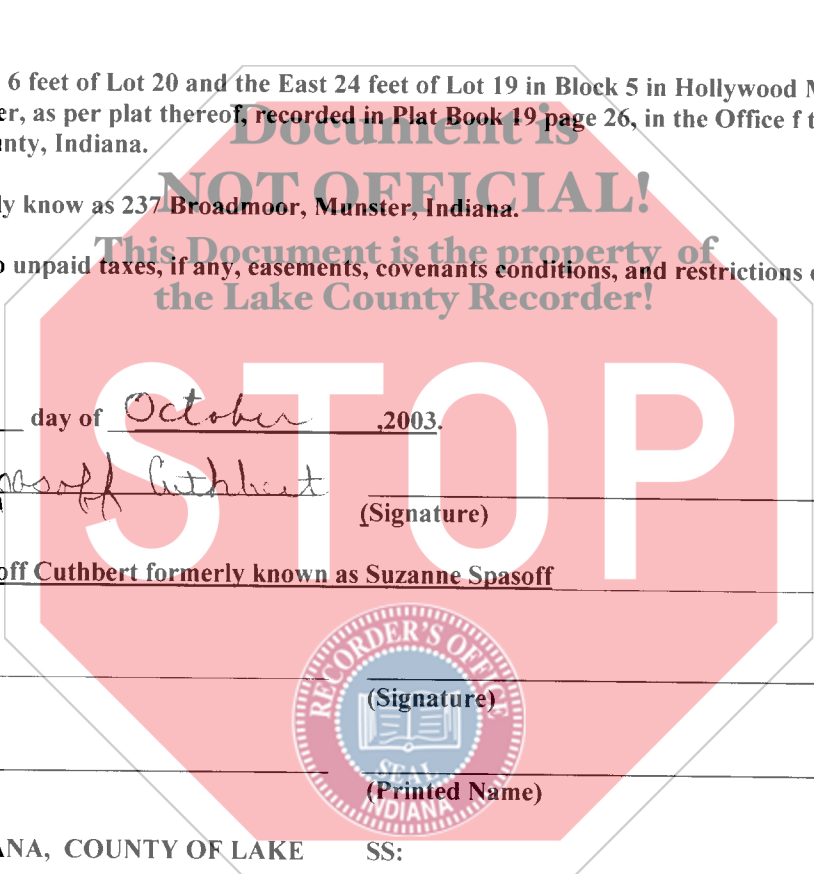 6 feet of Lot 20 and the East 24 feet of Lot 19 in Block 5 in Hollywood
er, as per plat thereof, recorded in Plat Book 19 page 26, in the Office f t
Document is
nty, Indiana.
NOT OFFICIAL!
ly know as 237 Broadmoor, Munster, Indiana.
This Document is the property of
unpaid taxes, if any, easements, covenants conditions, and restrictions
the Lake County Recorder!
STOP
day of October ,2003.
asoff Cuthbert
(Signature)
off Cuthbert formerly known as Suzanne Spasoff
RECORDER'S OFFICE
(Signature)
SEAL
(Printed Name)
INDIANA
ANA, COUNTY OF LAKE SS: